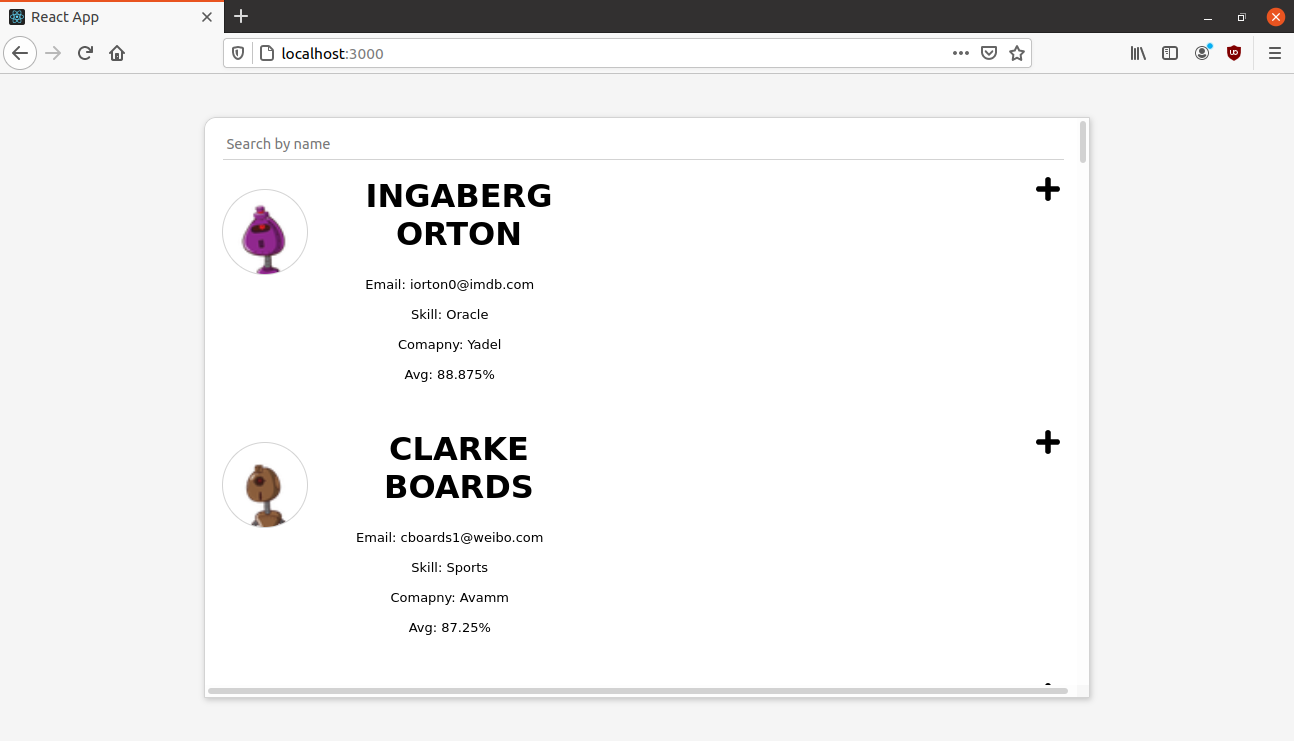 React App
localhost:3000
Search by name
INGABERG
ORTON
Email: iorton0@imdb.com
Skill: Oracle
Comapny: Yadel
Avg: 88.875%
CLARKE
BOARDS
Email: cboards1@weibo.com
Skill: Sports
Comapny: Avamm
Avg: 87.25%